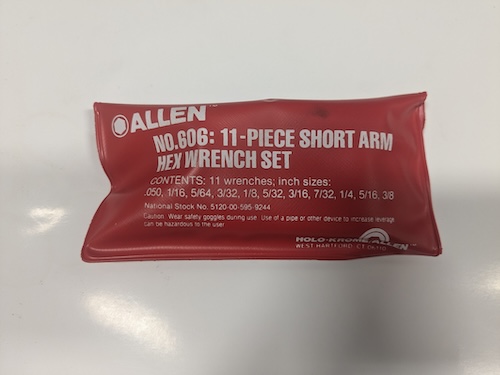 ALLEN™
NO.606: 11-PIECE SHORT ARM
HEX WRENCH SET
CONTENTS: 11 wrenches; inch sizes:
.050, 1/16, 5/64, 3/32, 1/8, 5/32, 3/16, 7/32, 1/4, 5/16, 3/8
National Stock No. 5120-00-595-9244
Caution: Wear safety goggles during use. Use of a pipe or other device to increase leverage
can be hazardous to the user
HOLO-KROME/ALLEN™
WEST HARTFORD, CT